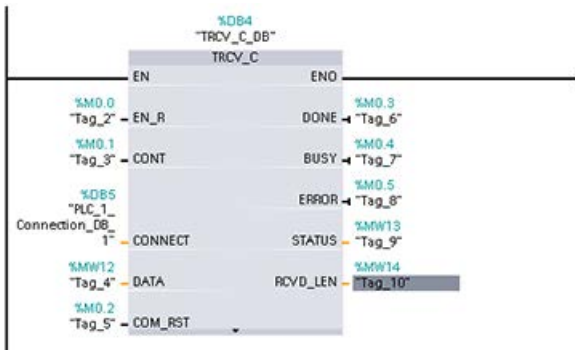 %DB4
"TRCV_C_DB"
TRCV_C
EN ENO
%M0.0 %M0.3
"Tag_2" EN_R DONE "Tag_6"
%M0.1 %M0.4
"Tag_3" CONT BUSY "Tag_7"
%M0.5
%DB5 ERROR "Tag_8"
"PLC_1_
Connection_DB_ %MW13
1" CONNECT STATUS "Tag_9"
%MW12 %MW14
"Tag_4" DATA RCVD_LEN "Tag_10"
%M0.2
"Tag_5" COM_RST